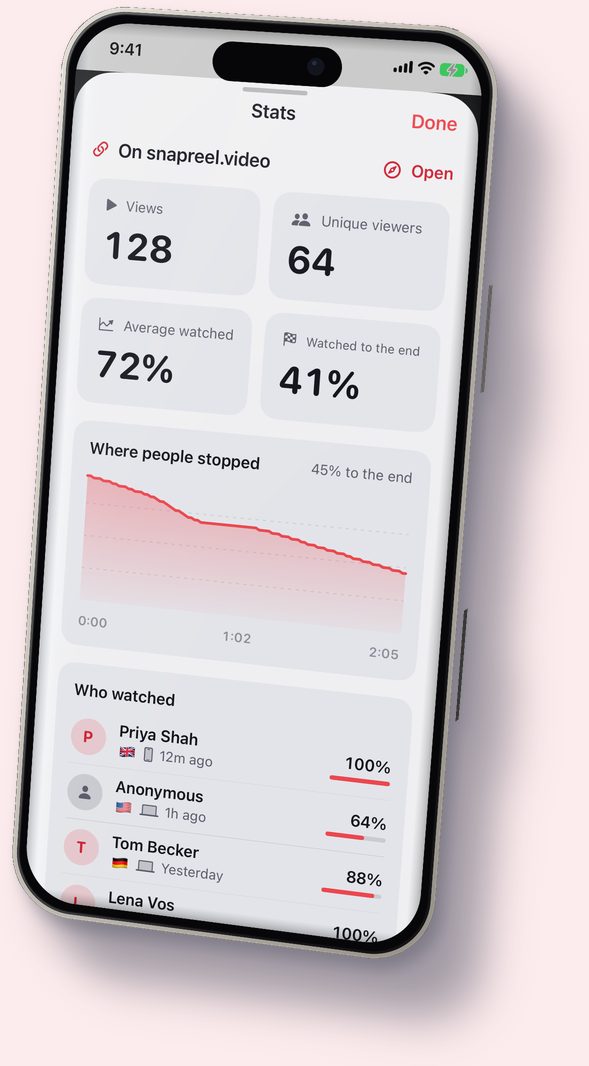 9:41
Stats
Done
On snapreel.video
Open
Views
128
Unique viewers
64
Average watched
72%
Watched to the end
41%
Where people stopped
45% to the end
0:00
1:02
2:05
Who watched
P
Priya Shah
12m ago
100%
Anonymous
1h ago
64%
T
Tom Becker
Yesterday
88%
L
Lena Vos
100%